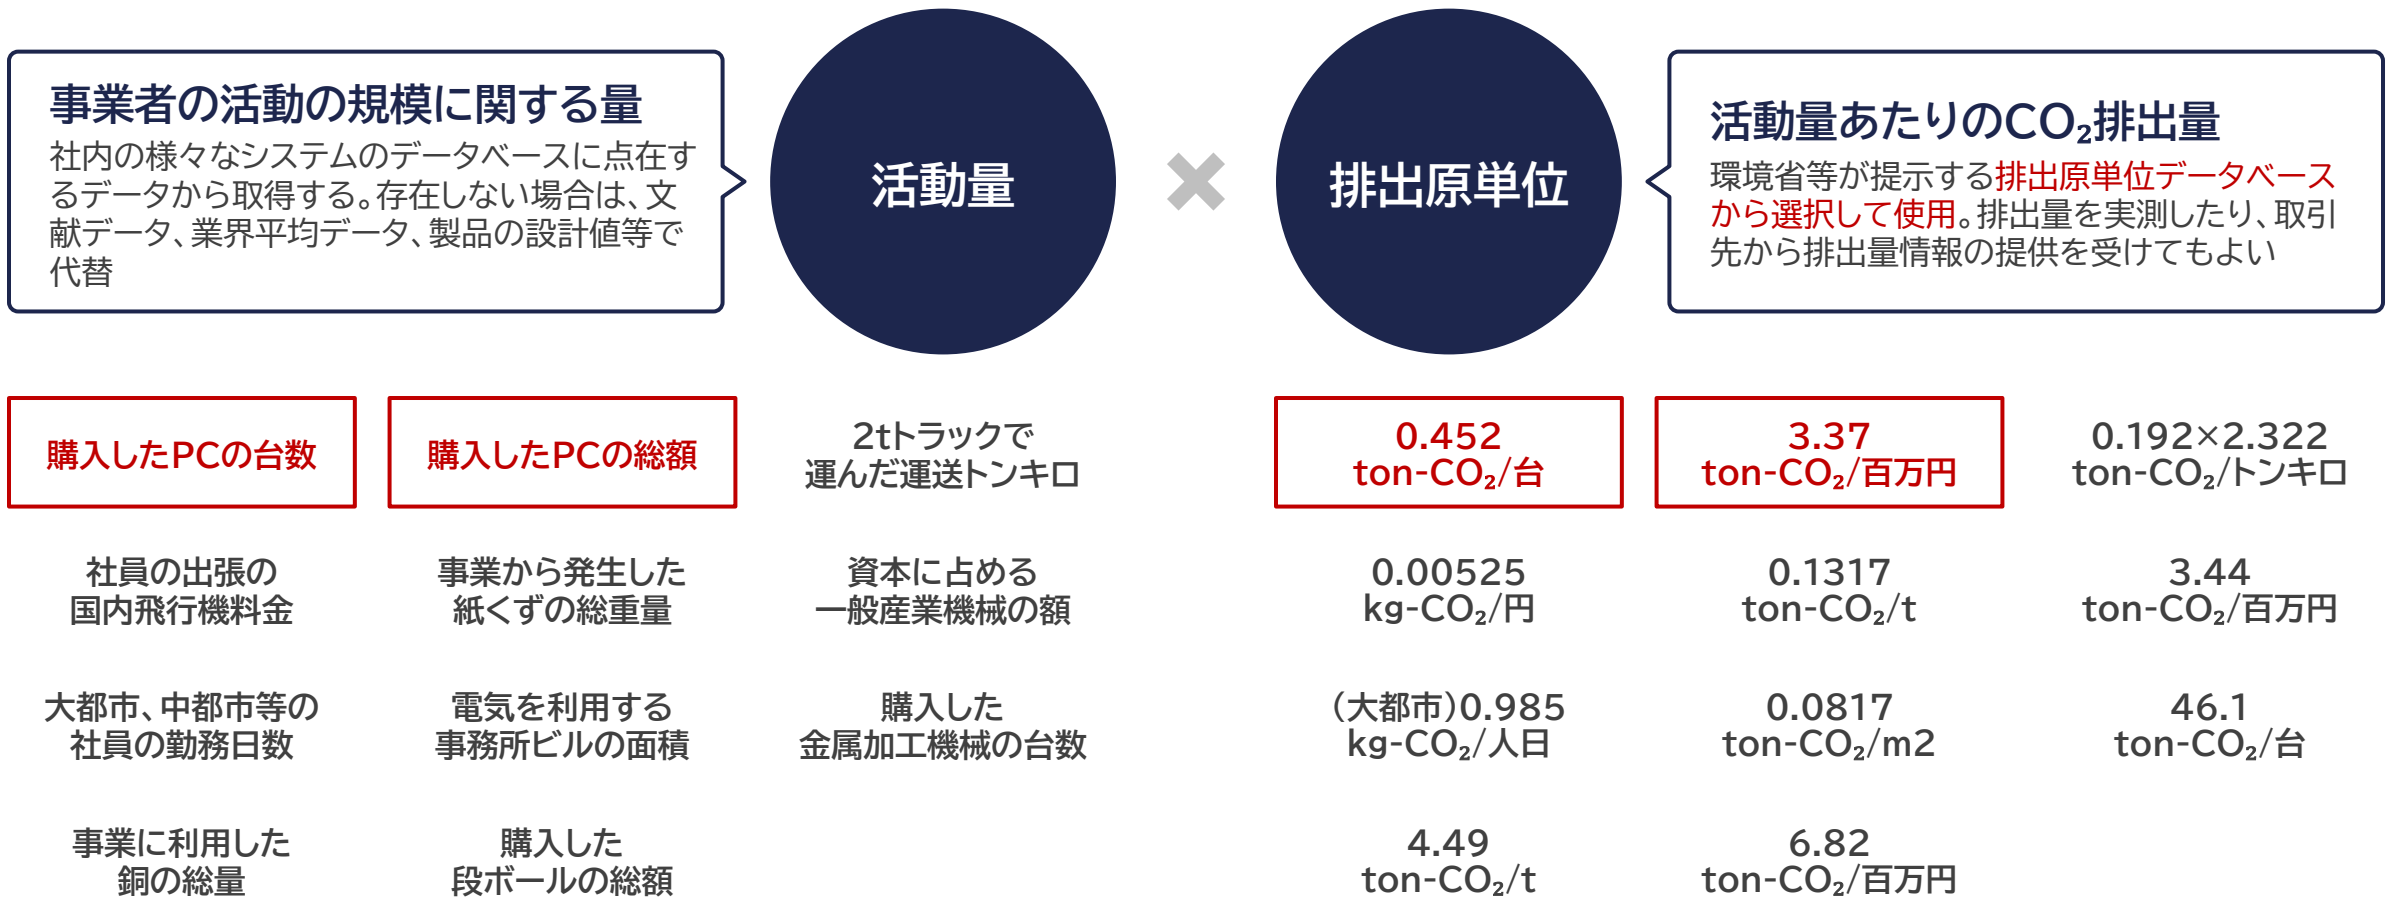 事業者の活動の規模に関する量
社内の様々なシステムのデータベースに点在す
るデータから取得する。存在しない場合は、文
献データ、業界平均データ、製品の設計値等で
代替
活動量
排出原単位
活動量あたりのCO₂排出量
環境省等が提示する排出原単位データベース
から選択して使用。排出量を実測したり、取引
先から排出量情報の提供を受けてもよい
購入したPCの台数
購入したPCの総額
2tトラックで
運んだ運送トンキロ
0.452
ton-CO₂/台
3.37
ton-CO₂/百万円
0.192×2.322
ton-CO₂/トンキロ
社員の出張の
国内飛行機料金
事業から発生した
紙くずの総重量
資本に占める
一般産業機械の額
0.00525
kg-CO₂/円
0.1317
ton-CO₂/t
3.44
ton-CO₂/百万円
大都市、中都市等の
社員の勤務日数
電気を利用する
事務所ビルの面積
購入した
金属加工機械の台数
（大都市）0.985
kg-CO₂/人日
0.0817
ton-CO₂/m2
46.1
ton-CO₂/台
事業に利用した
銅の総量
購入した
段ボールの総額
4.49
ton-CO₂/t
6.82
ton-CO₂/百万円